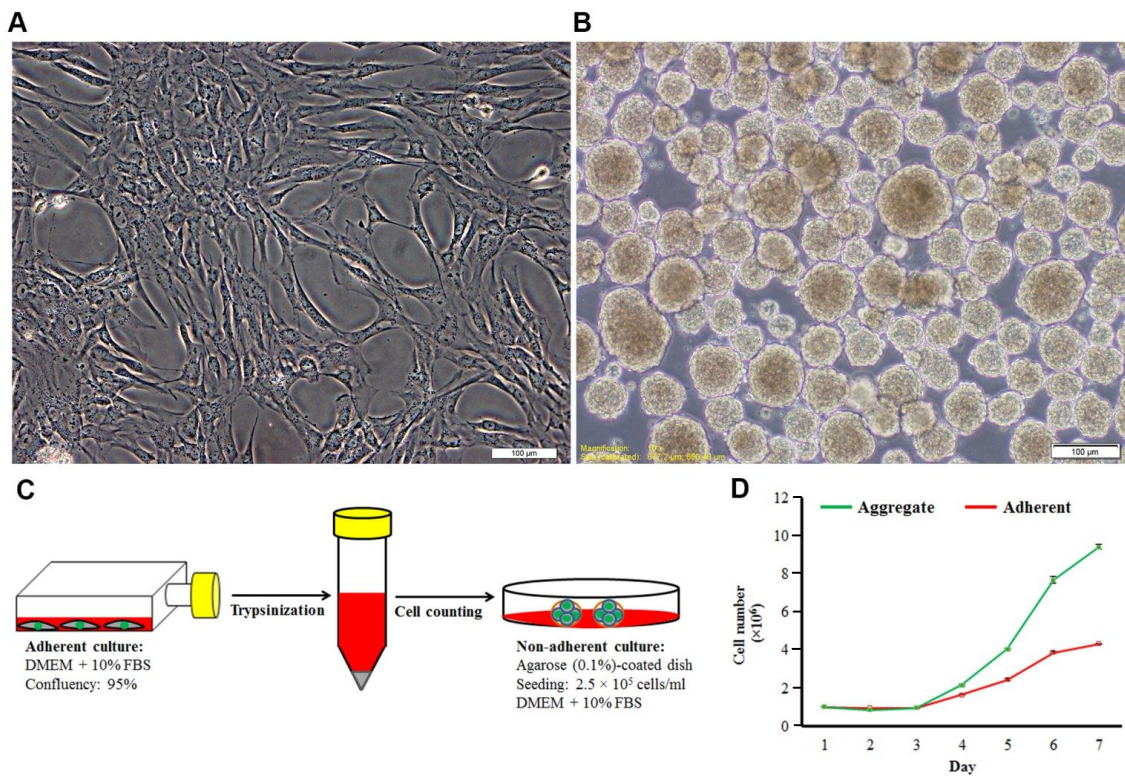 A
B
100 µm
Magnification: 10 x
100 µm
C
Trypsinization
Cell counting
Adherent culture:
DMEM + 10% FBS
Confluency: 95%
Non-adherent culture:
Agarose (0.1%)-coated dish
Seeding: 2.5 × 10⁵ cells/ml
DMEM + 10% FBS
D
Aggregate
Adherent
Cell number
(×10⁶)
12
10
8
6
4
2
0
1 2 3 4 5 6 7
Day